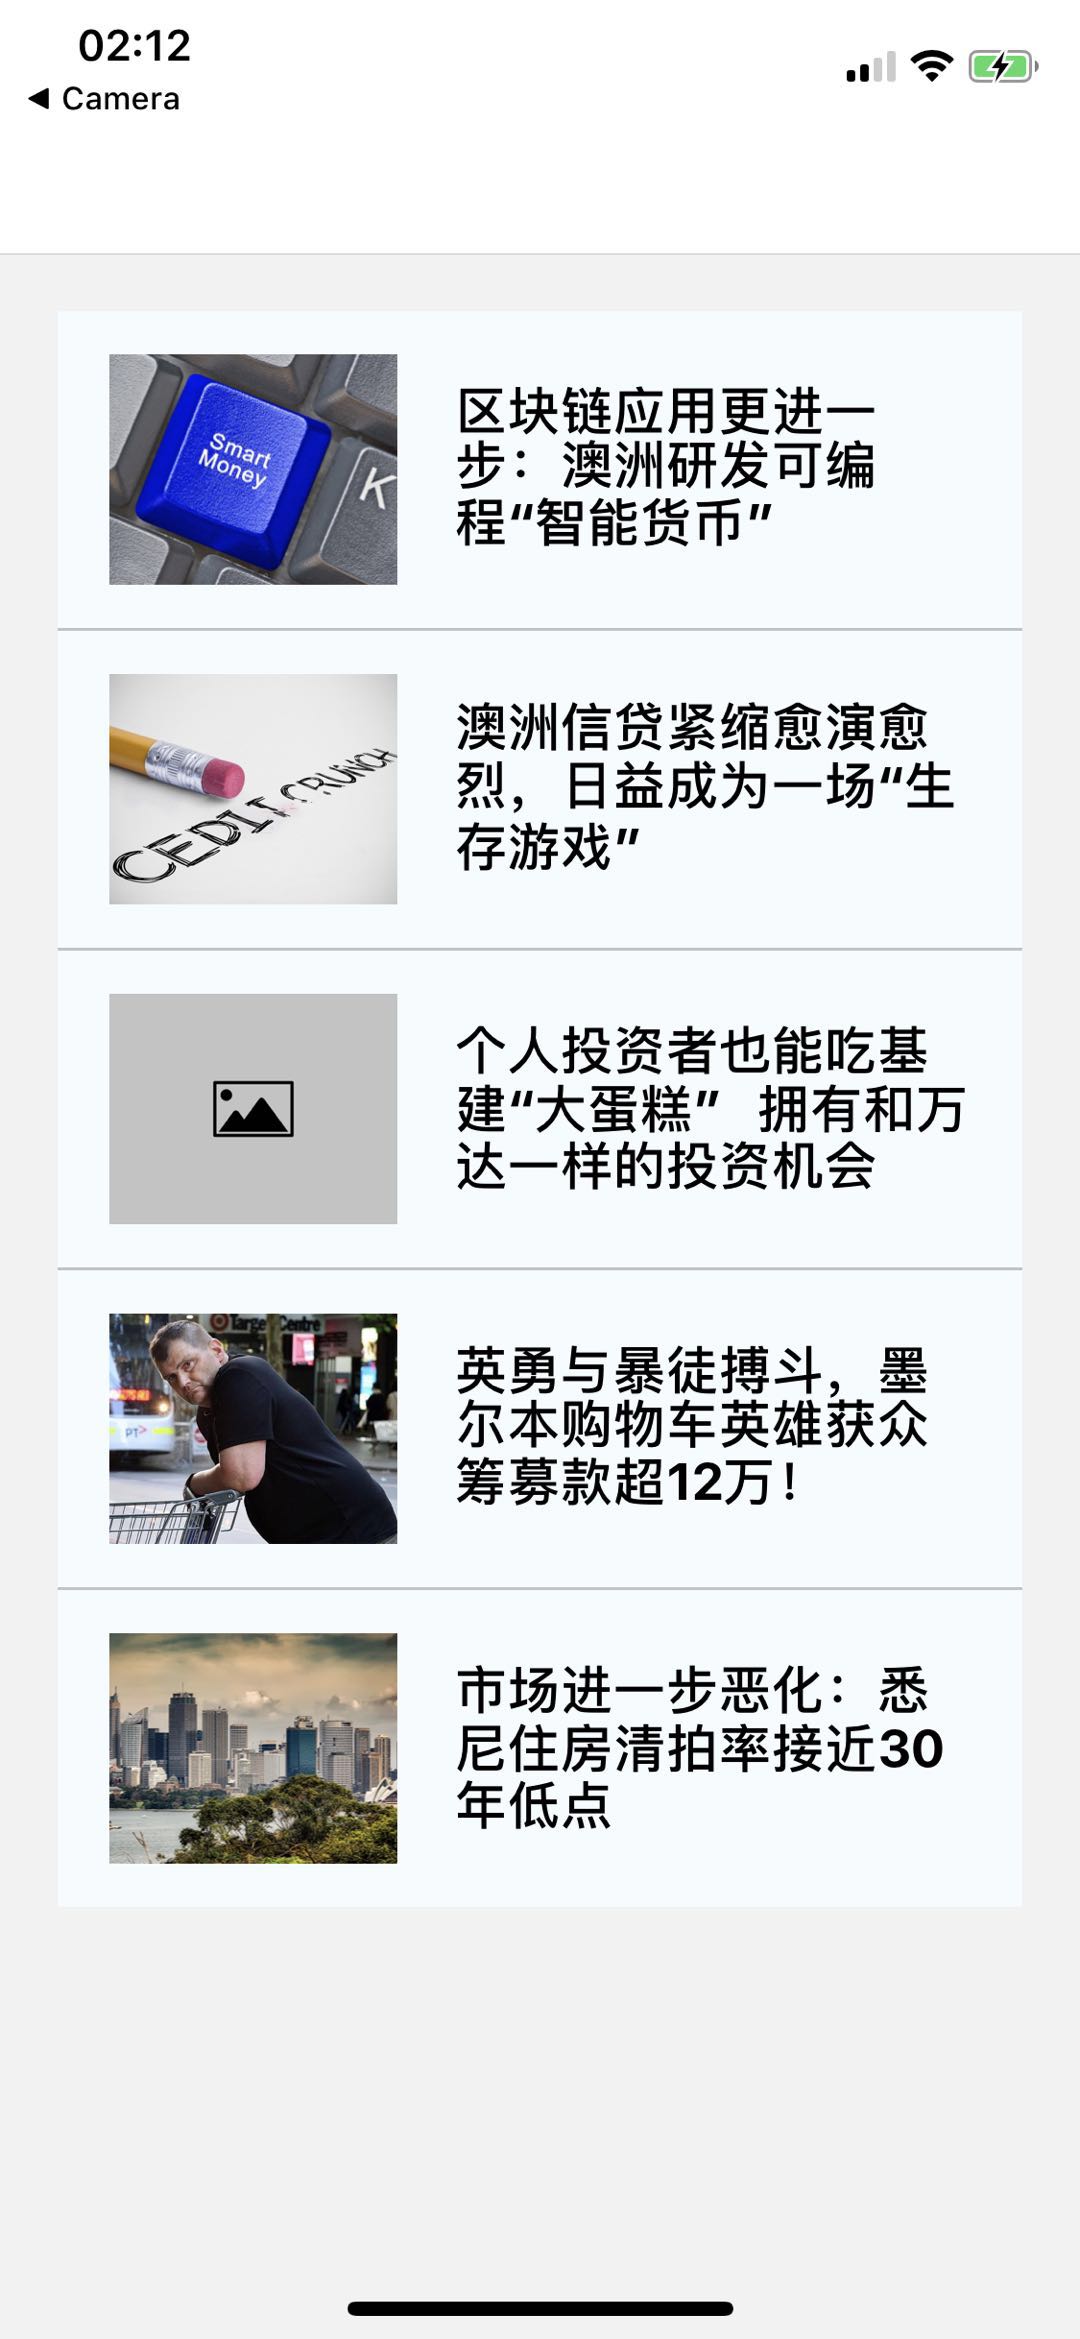 02:12
◀ Camera
Smart
Money
K
区块链应用更进一
步：澳洲研发可编
程“智能货币”
CEDIT CRUNCH
澳洲信贷紧缩愈演愈
烈，日益成为一场“生
存游戏”
个人投资者也能吃基
建“大蛋糕” 拥有和万
达一样的投资机会
Target Centre
PT>
英勇与暴徒搏斗，墨
尔本购物车英雄获众
筹募款超12万！
市场进一步恶化：悉
尼住房清拍率接近30
年低点